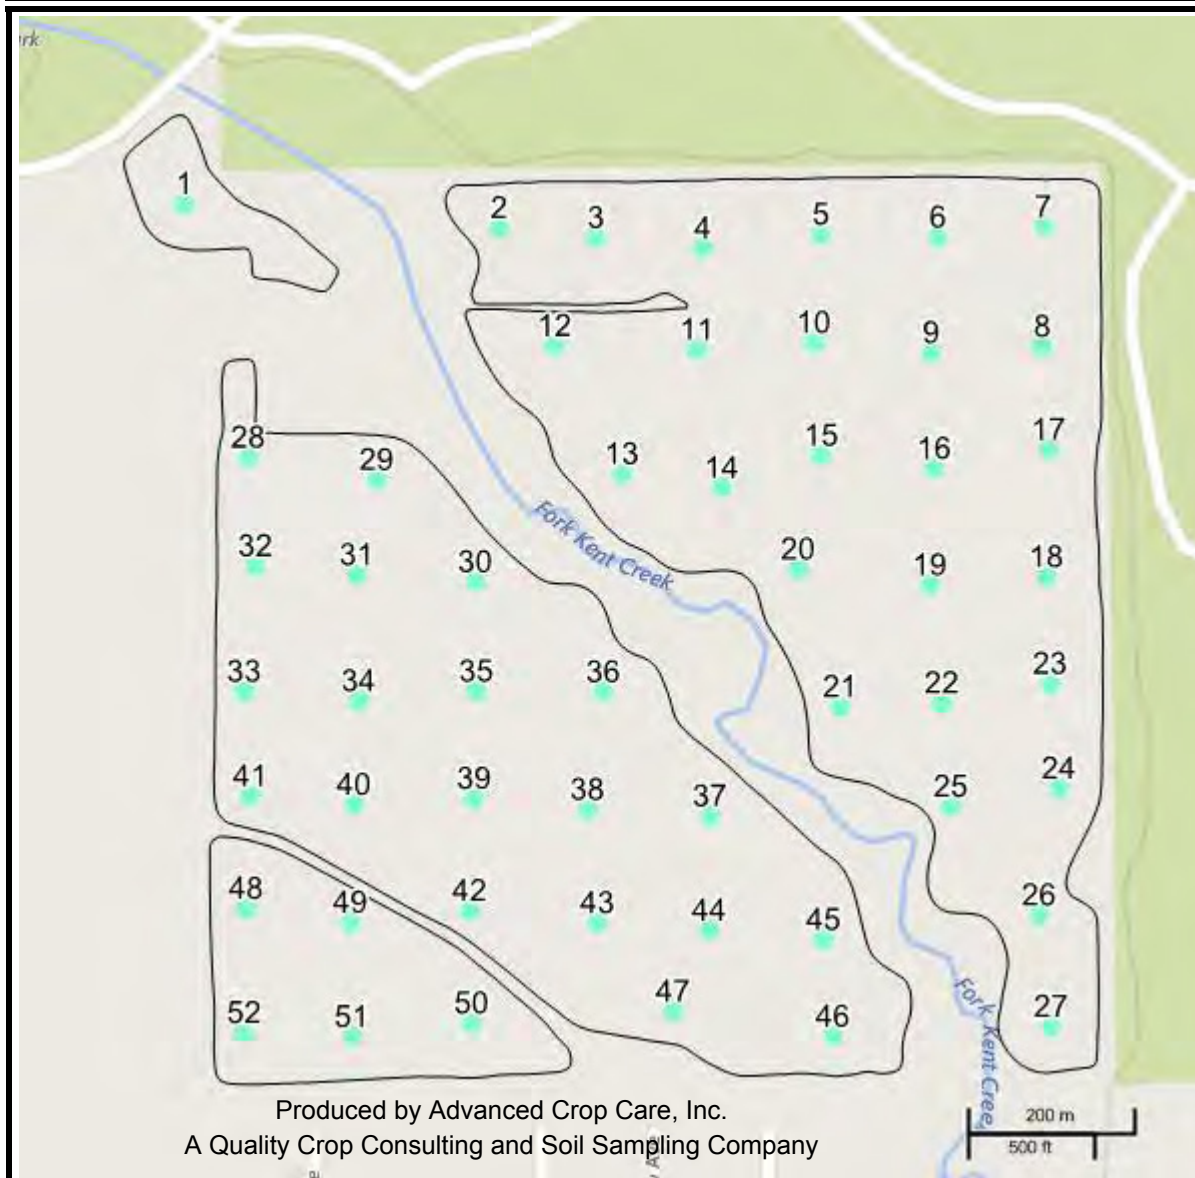 rk
1
2 3 4 5 6 7
12 11 10 9 8
28 29 13 14 15 16 17
Fork Kent Creek
32 31 30 20 19 18
33 34 35 36 21 22 23
41 40 39 38 37 25 24
48 49 42 43 44 45 26
Fork Kent Cree
52 51 50 47 46 27
Produced by Advanced Crop Care, Inc.
200 m
A Quality Crop Consulting and Soil Sampling Company
500 ft
Ave
e